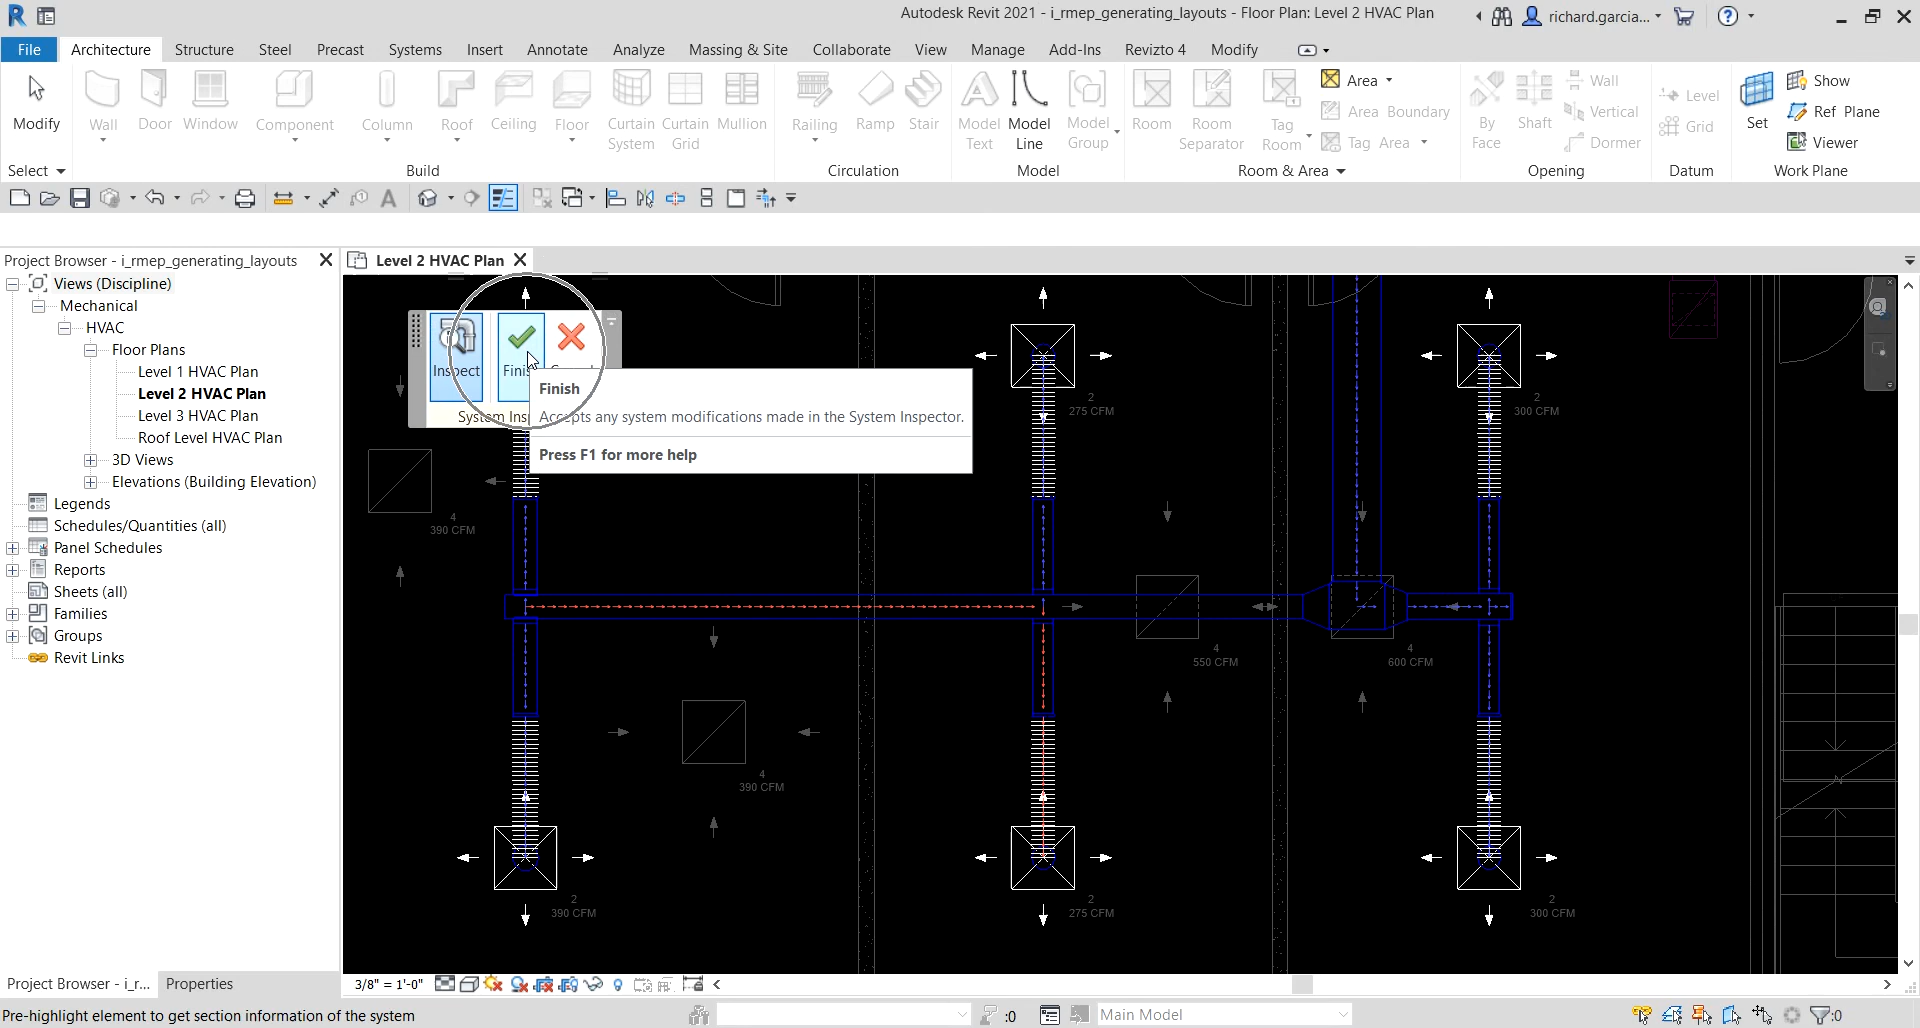 Autodesk Revit 2021 - i_rmep_generating_layouts - Floor Plan: Level 2 HVAC Plan
richard.garcia...
File Architecture Structure Steel Precast Systems Insert Annotate Analyze Massing & Site Collaborate View Manage Add-Ins Revizto 4 Modify
Modify
Wall Door Window Component Column Roof Ceiling Floor Curtain System Curtain Grid Mullion
Railing Ramp Stair
Model Text Model Line Model Group
Room Room Separator Tag Room
Area
Area Boundary
Tag Area
By Face Shaft
Wall
Vertical
Dormer
Level
Grid
Set
Show
Ref Plane
Viewer
Select Build Circulation Model Room & Area Opening Datum Work Plane
Project Browser - i_rmep_generating_layouts
Level 2 HVAC Plan
Views (Discipline)
Mechanical
HVAC
Floor Plans
Level 1 HVAC Plan
Level 2 HVAC Plan
Level 3 HVAC Plan
Roof Level HVAC Plan
3D Views
Elevations (Building Elevation)
Legends
Schedules/Quantities (all)
Panel Schedules
Reports
Sheets (all)
Families
Groups
Revit Links
Inspect
Finish
Accepts any system modifications made in the System Inspector.
Press F1 for more help
2
275 CFM
2
300 CFM
4
390 CFM
4
550 CFM
4
600 CFM
4
390 CFM
2
390 CFM
2
275 CFM
2
300 CFM
Project Browser - i_r... Properties
3/8" = 1'-0"
Pre-highlight element to get section information of the system
:0
Main Model
:0